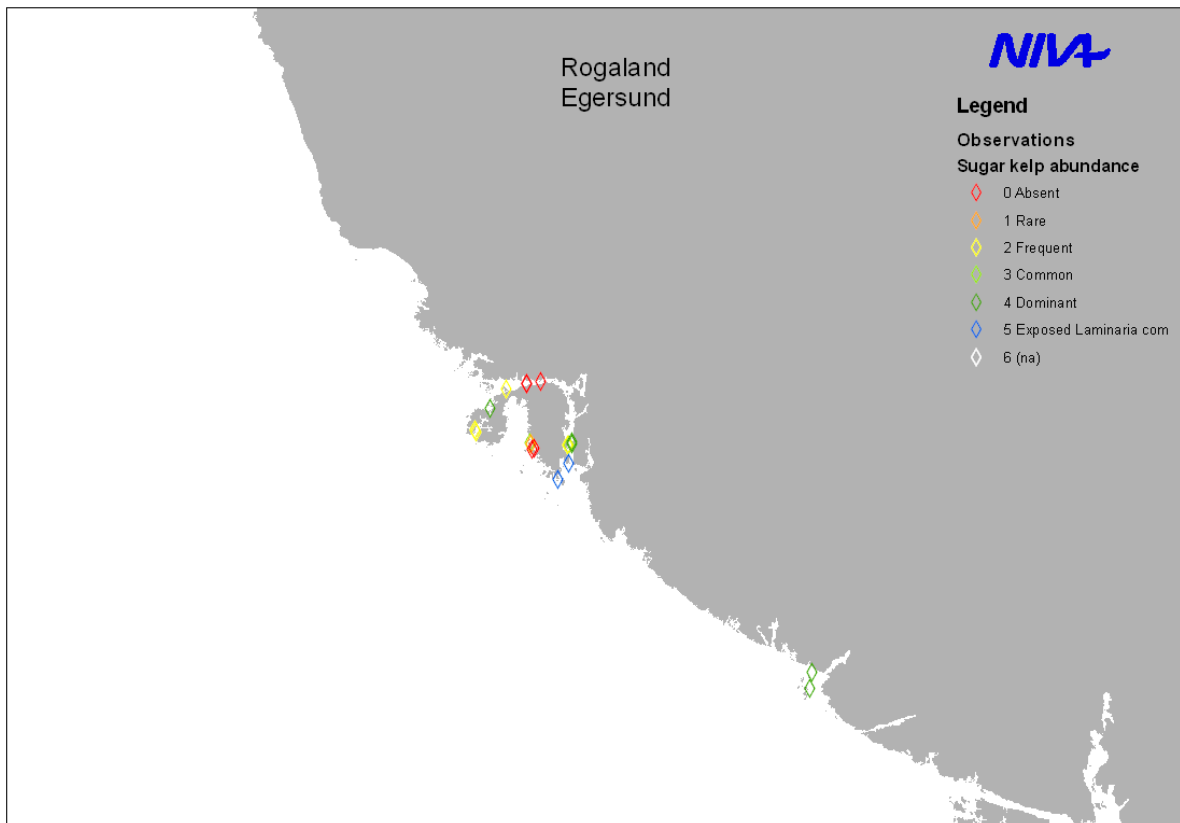 Rogaland
Egersund
NIVA
Legend
Observations
Sugar kelp abundance
0 Absent
1 Rare
2 Frequent
3 Common
4 Dominant
5 Exposed Laminaria com
6 (na)